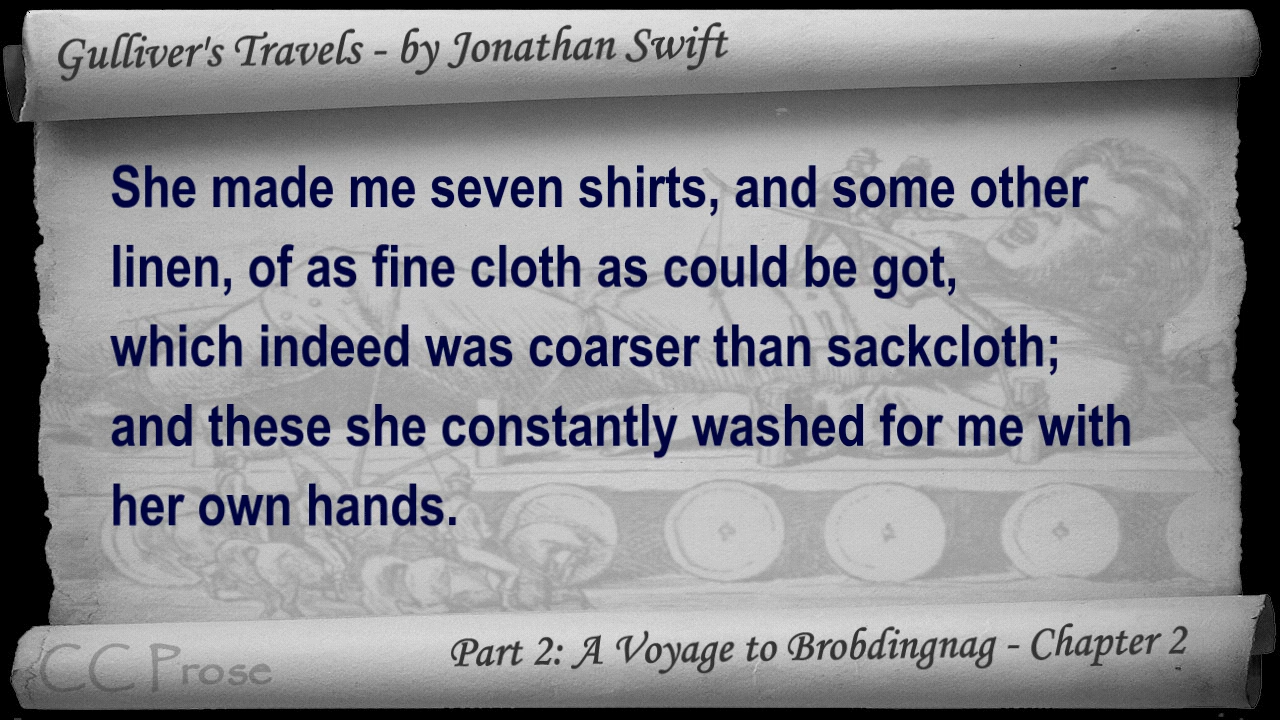 Gulliver's Travels - by Jonathan Swift
She made me seven shirts, and some other
linen, of as fine cloth as could be got,
which indeed was coarser than sackcloth;
and these she constantly washed for me with
her own hands.
Part 2: A Voyage to Brobdingnag - Chapter 2
CC Prose